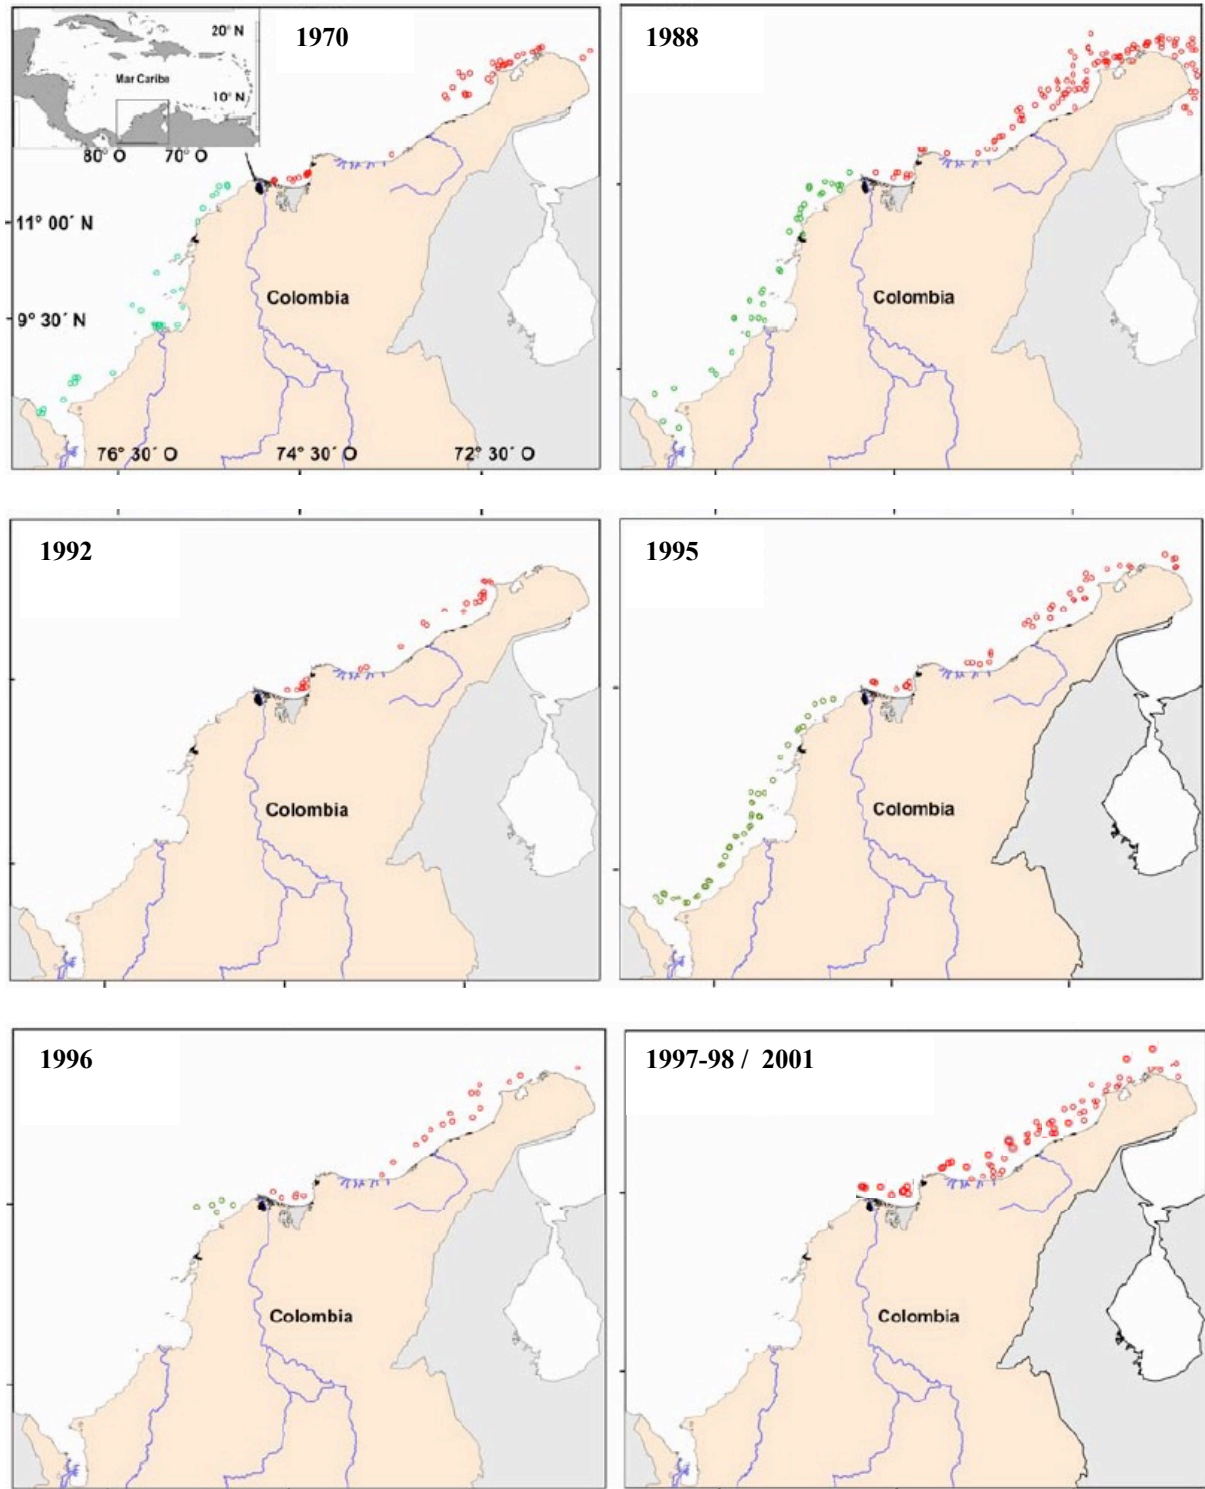 1970
20° N
Mar Caribe
10° N
80° O
70° O
11° 00´ N
9° 30´ N
Colombia
76° 30´ O
74° 30´ O
72° 30´ O
1988
Colombia
1992
Colombia
1995
Colombia
1996
Colombia
1997-98 / 2001
Colombia